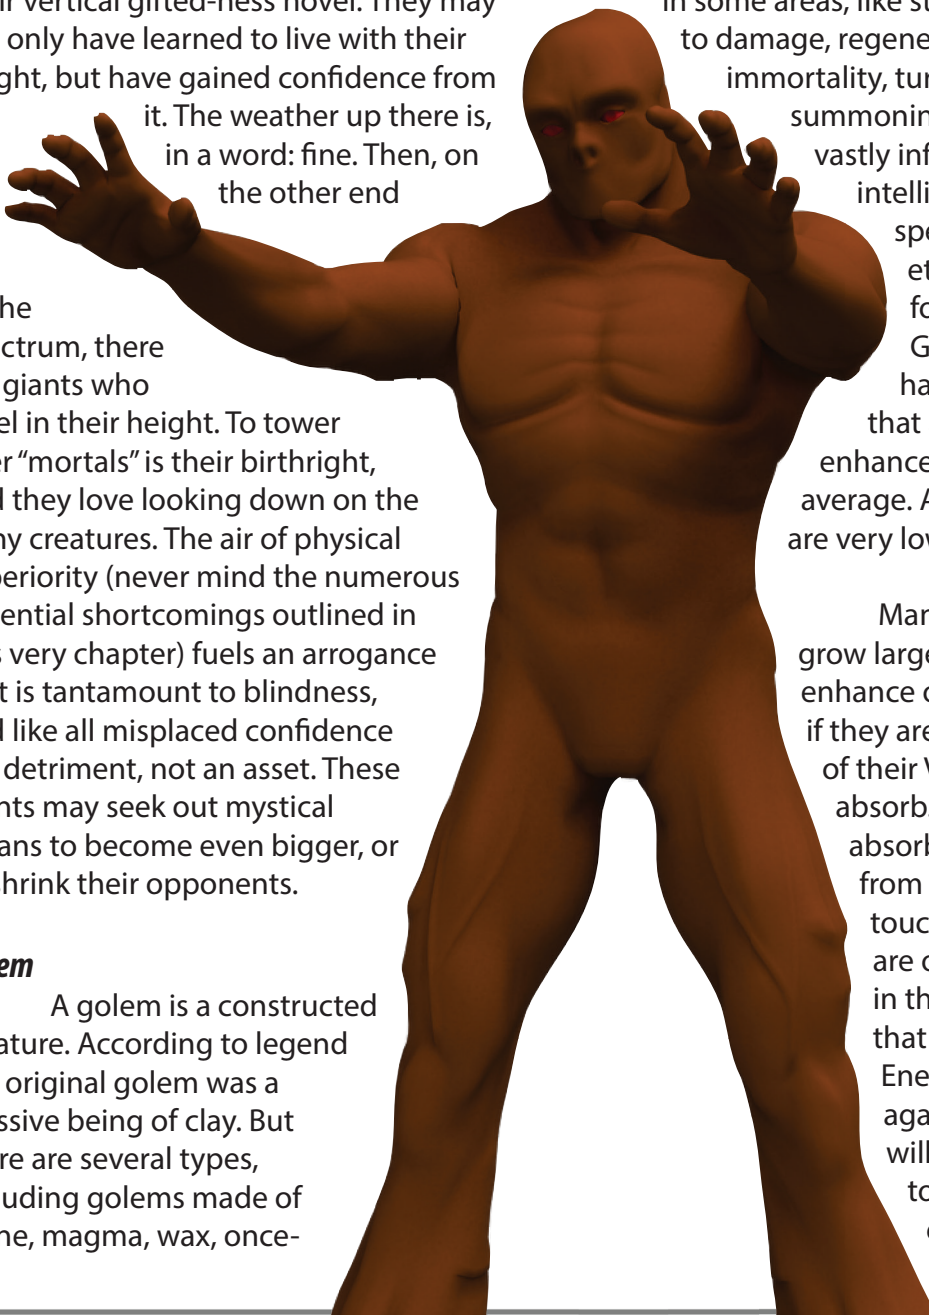 ir vertical gifted-ness novel. They may
only have learned to live with their
ght, but have gained confidence from
it. The weather up there is,
in a word: fine. Then, on
the other end
he
ctrum, there
giants who
el in their height. To tower
er “mortals” is their birthright,
d they love looking down on the
ny creatures. The air of physical
periority (never mind the numerous
ential shortcomings outlined in
s very chapter) fuels an arrogance
t is tantamount to blindness,
d like all misplaced confidence
detriment, not an asset. These
nts may seek out mystical
ans to become even bigger, or
shrink their opponents.
em
A golem is a constructed
ature. According to legend
original golem was a
ssive being of clay. But
re are several types,
luding golems made of
ne, magma, wax, once-
in some areas, like st
to damage, regene
immortality, tur
summonin
vastly inf
intelli
spe
et
fo
G
ha
that
enhance
average. A
are very lov
Mar
grow large
enhance o
if they are
of their
absorb
absorb
from
touc
are o
in th
that
Ene
aga
will
to